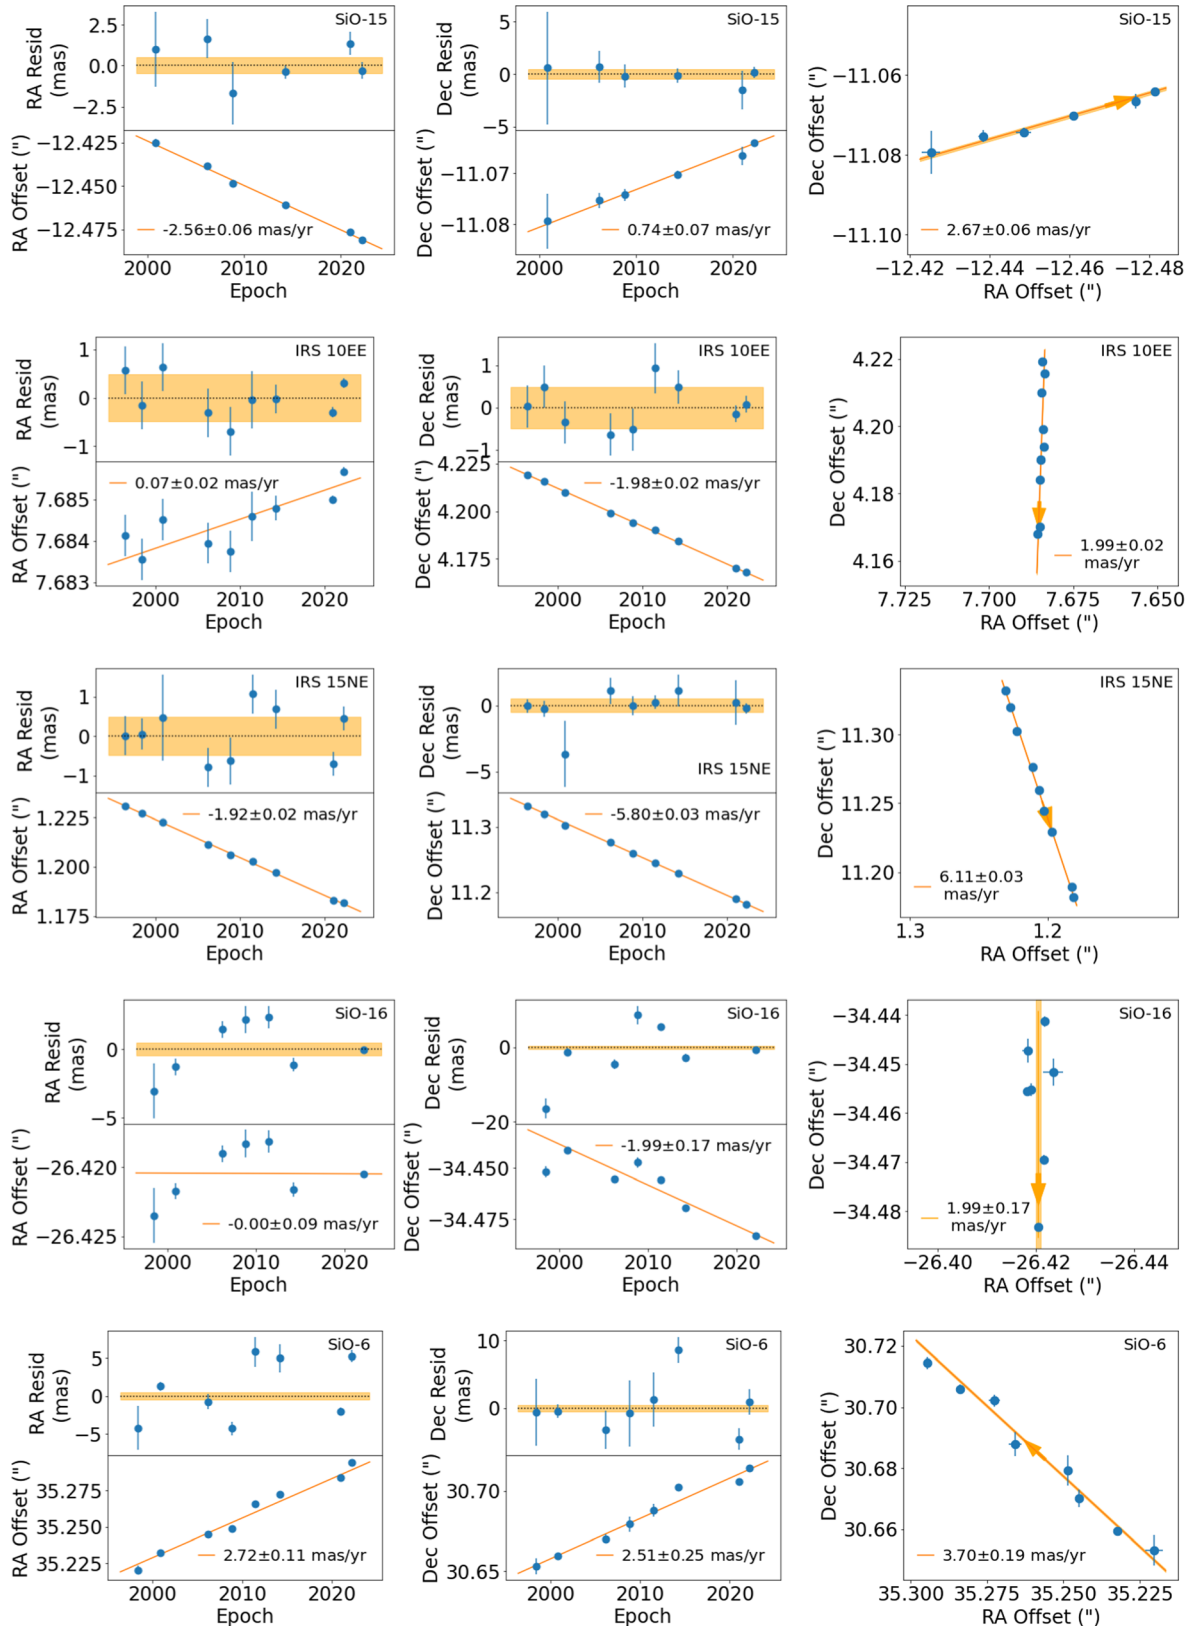 SiO-15
RA Resid
(mas)
2.5
0.0
−2.5
RA Offset (")
−12.425
−12.450
−12.475
-2.56±0.06 mas/yr
2000 2010 2020
Epoch
SiO-15
Dec Resid
(mas)
5
0
−5
Dec Offset (")
−11.07
−11.08
0.74±0.07 mas/yr
2000 2010 2020
Epoch
SiO-15
Dec Offset (")
−11.06
−11.08
−11.10
2.67±0.06 mas/yr
−12.42 −12.44 −12.46 −12.48
RA Offset (")
IRS 10EE
RA Resid
(mas)
1
0
−1
RA Offset (")
7.685
7.684
7.683
0.07±0.02 mas/yr
2000 2010 2020
Epoch
IRS 10EE
Dec Resid
(mas)
1
0
−1
Dec Offset (")
4.225
4.200
4.175
-1.98±0.02 mas/yr
2000 2010 2020
Epoch
IRS 10EE
Dec Offset (")
4.22
4.20
4.18
4.16
1.99±0.02
mas/yr
7.725 7.700 7.675 7.650
RA Offset (")
IRS 15NE
RA Resid
(mas)
1
0
−1
RA Offset (")
1.225
1.200
1.175
-1.92±0.02 mas/yr
2000 2010 2020
Epoch
IRS 15NE
Dec Resid
(mas)
0
−5
Dec Offset (")
11.3
11.2
-5.80±0.03 mas/yr
2000 2010 2020
Epoch
IRS 15NE
Dec Offset (")
11.30
11.25
11.20
6.11±0.03
mas/yr
1.3 1.2
RA Offset (")
SiO-16
RA Resid
(mas)
0
−5
RA Offset (")
−26.420
−26.425
-0.00±0.09 mas/yr
2000 2010 2020
Epoch
SiO-16
Dec Resid
(mas)
0
−20
Dec Offset (")
−34.450
−34.475
-1.99±0.17 mas/yr
2000 2010 2020
Epoch
SiO-16
Dec Offset (")
−34.44
−34.45
−34.46
−34.47
−34.48
1.99±0.17
mas/yr
−26.40 −26.42 −26.44
RA Offset (")
SiO-6
RA Resid
(mas)
5
0
−5
RA Offset (")
35.275
35.250
35.225
2.72±0.11 mas/yr
2000 2010 2020
Epoch
SiO-6
Dec Resid
(mas)
10
0
Dec Offset (")
30.70
30.65
2.51±0.25 mas/yr
2000 2010 2020
Epoch
SiO-6
Dec Offset (")
30.72
30.70
30.68
30.66
3.70±0.19 mas/yr
35.300 35.275 35.250 35.225
RA Offset (")